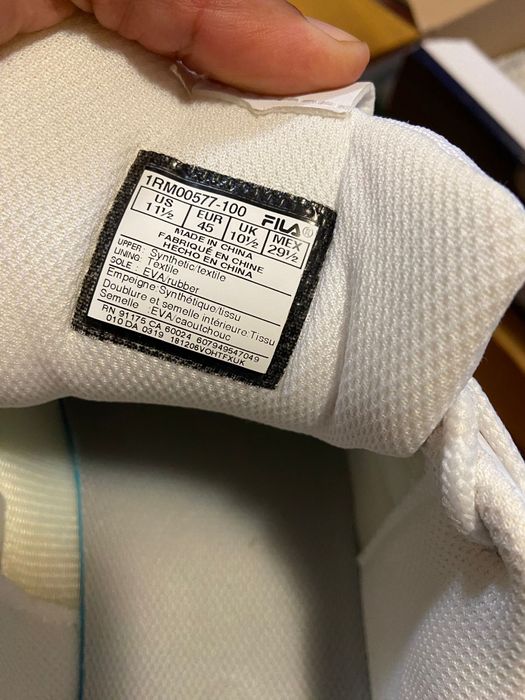 1RM00577-100 FILA®
US EUR UK MEX
11½ 45 10½ 29½
MADE IN CHINA
FABRIQUÉ EN CHINE
HECHO EN CHINA
UPPER: Synthetic/textile
LINING: Textile
SOLE: EVA/rubber
Empeigne Synthétique/tissu
Doublure et semelle intérieure: Tissu
Semelle: EVA/caoutchouc
RN 91175 CA 60024 607949547049
010 DA 0319 181206VOHTFXUK